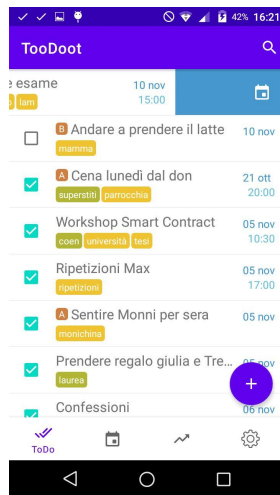 42% 16:21
TooDoot
e esame
10 nov
15:00
lam
B Andare a prendere il latte
10 nov
mamma
A Cena lunedì dal don
21 ott
20:00
superstiti parrocchia
Workshop Smart Contract
05 nov
10:30
coen università tesi
Ripetizioni Max
05 nov
17:00
ripetizioni
A Sentire Monni per sera
05 nov
monichina
Prendere regalo giulia e Tre...
05 nov
laurea
+
Confessioni
06 nov
ToDo